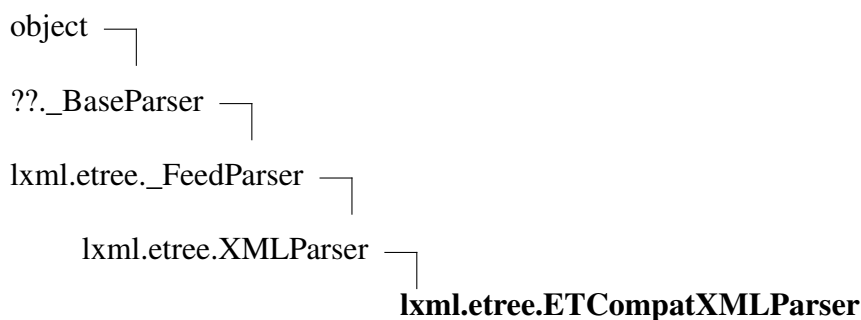 object
??._BaseParser
lxml.etree._FeedParser
lxml.etree.XMLParser
lxml.etree.ETCompatXMLParser